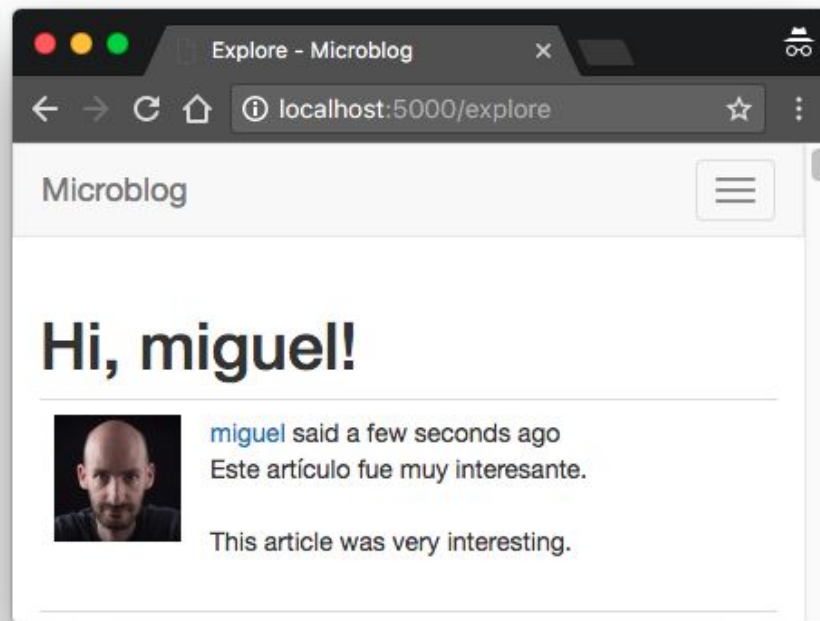 Explore - Microblog
localhost:5000/explore
Microblog
Hi, miguel!
miguel said a few seconds ago
Este artículo fue muy interesante.
This article was very interesting.